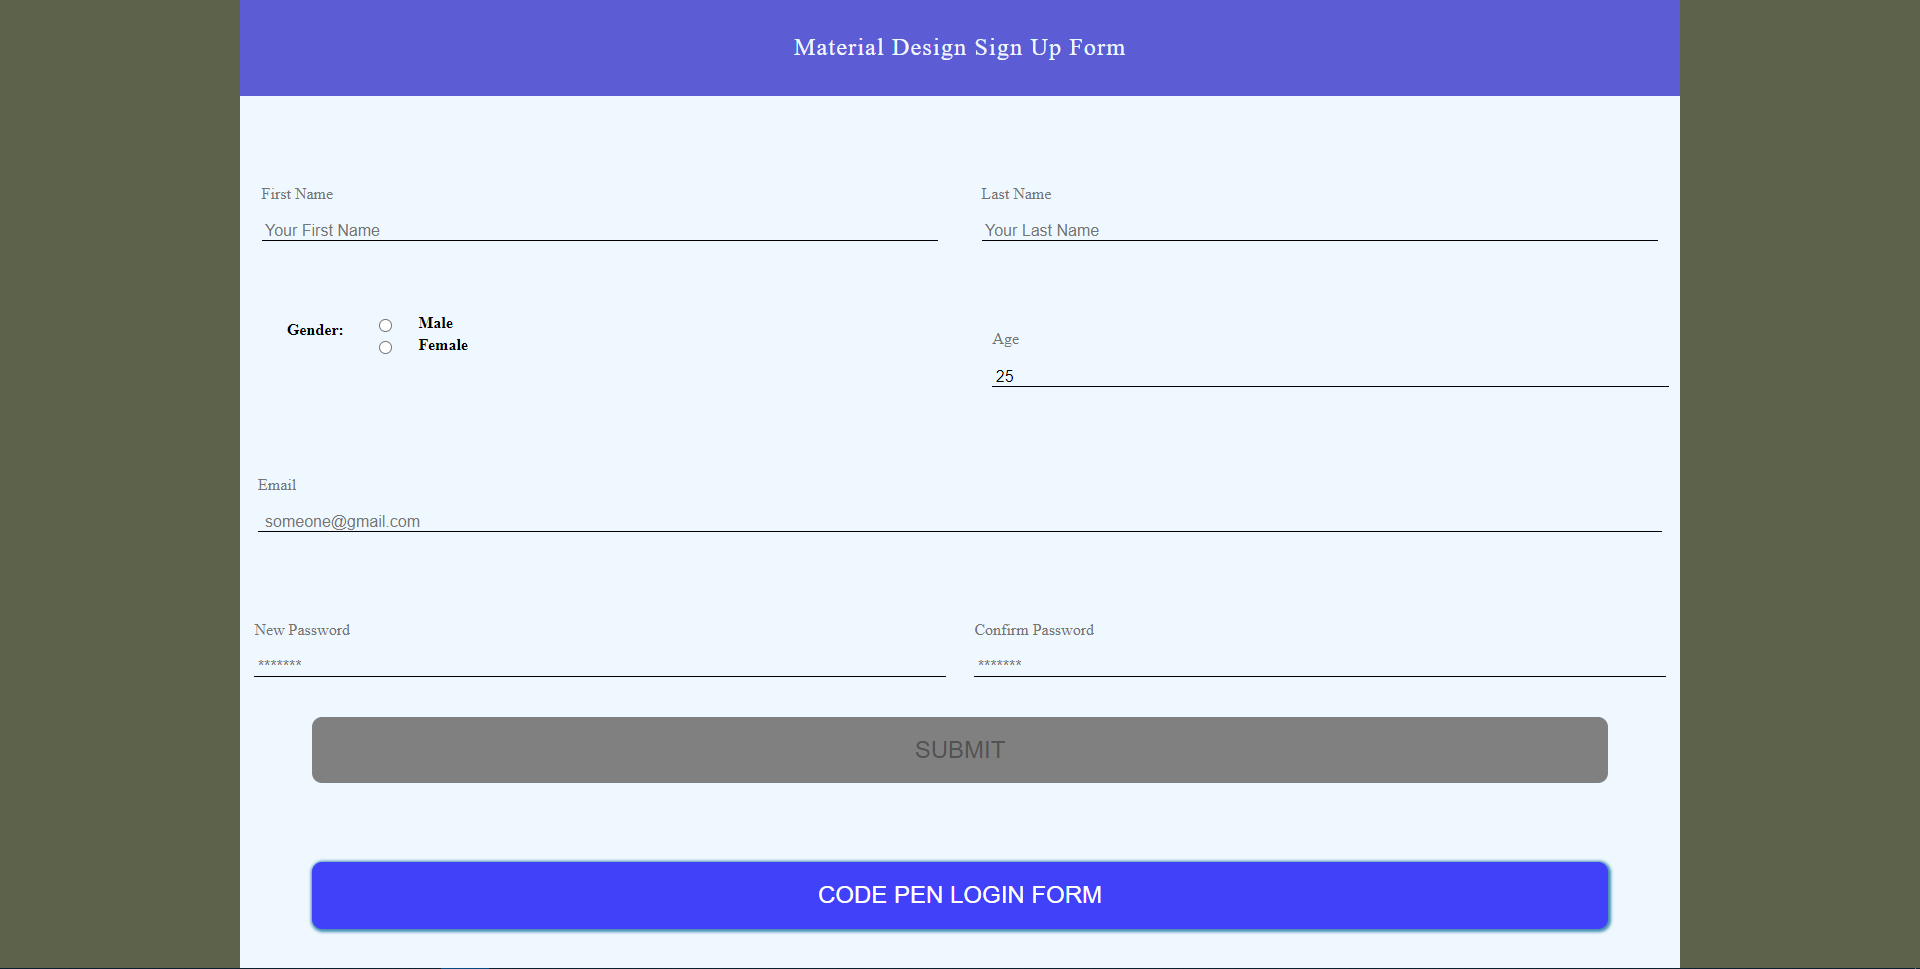 Material Design Sign Up Form
First Name
Last Name
Your First Name
Your Last Name
Gender:
Male
Female
Age
25
Email
someone@gmail.com
New Password
Confirm Password
*******
*******
SUBMIT
CODE PEN LOGIN FORM